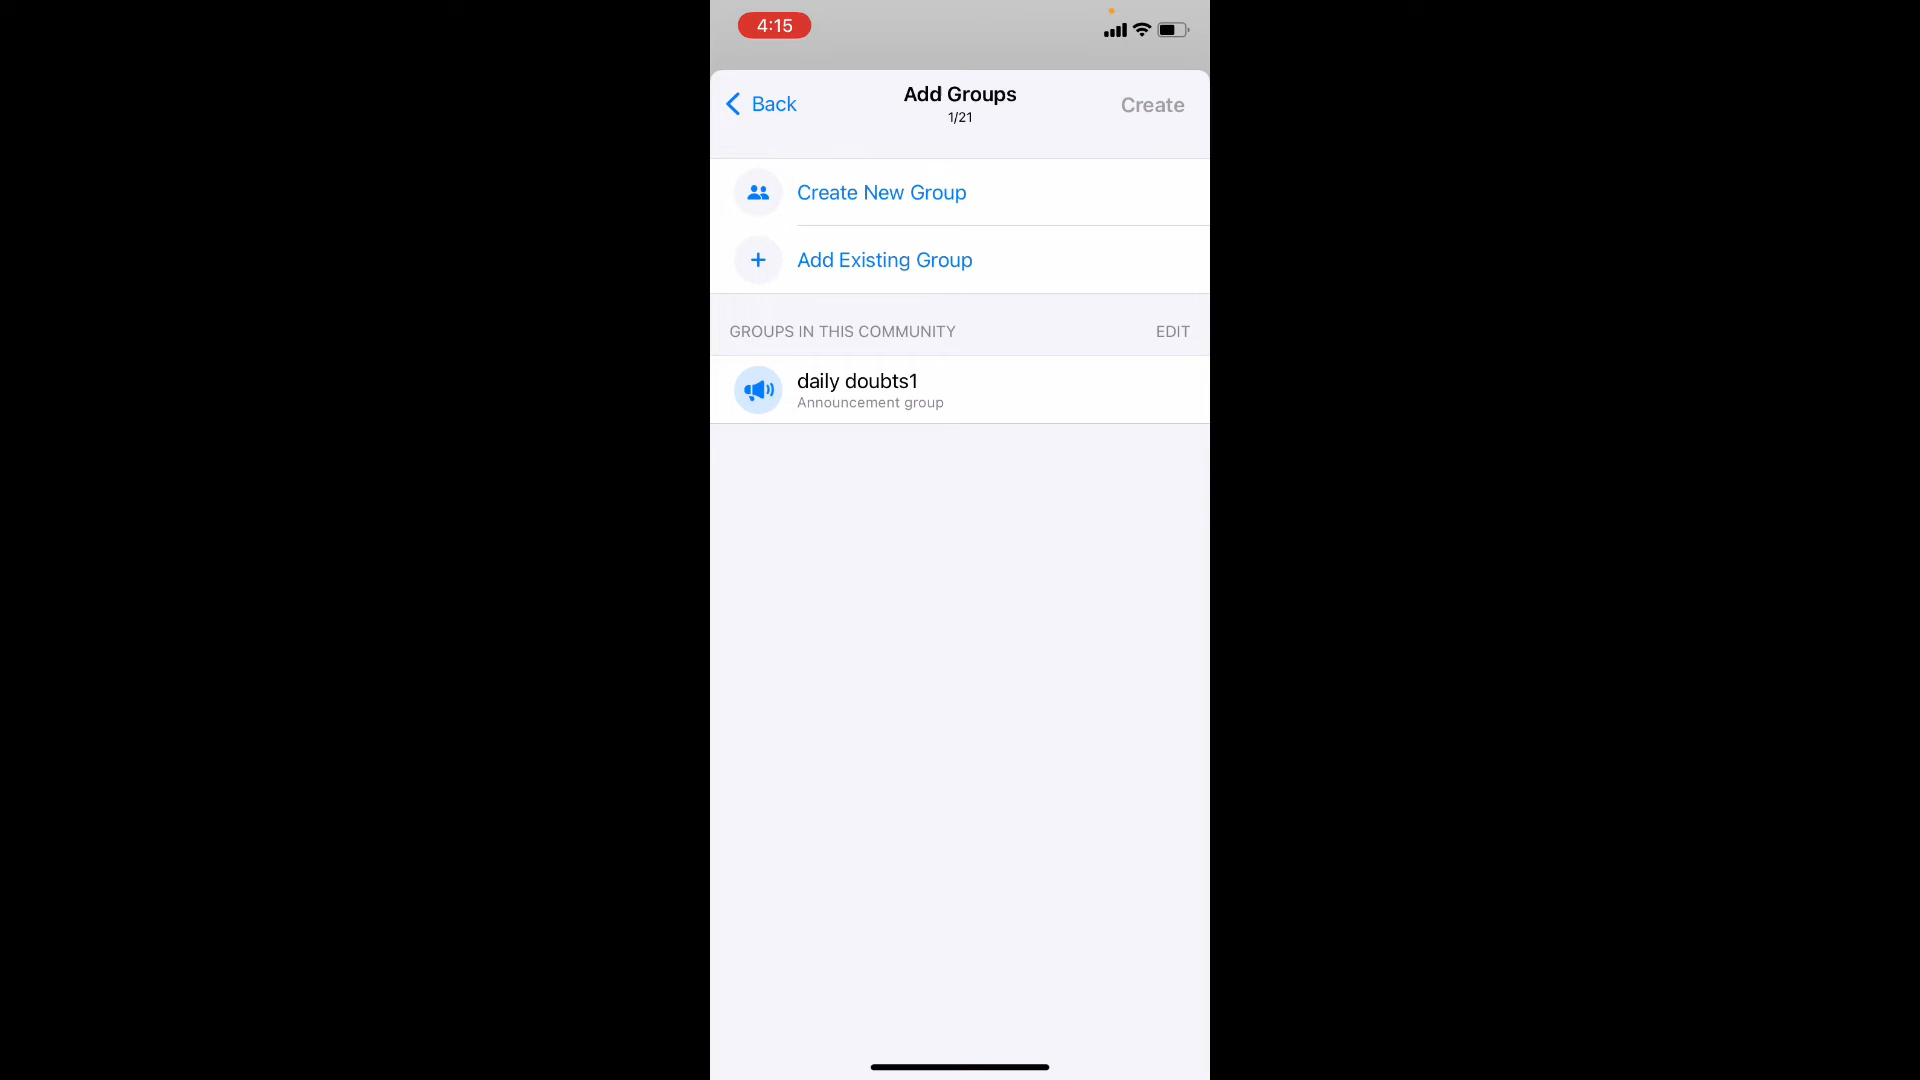 4:15
Back
Add Groups
1/21
Create
Create New Group
Add Existing Group
GROUPS IN THIS COMMUNITY
EDIT
daily doubts1
Announcement group